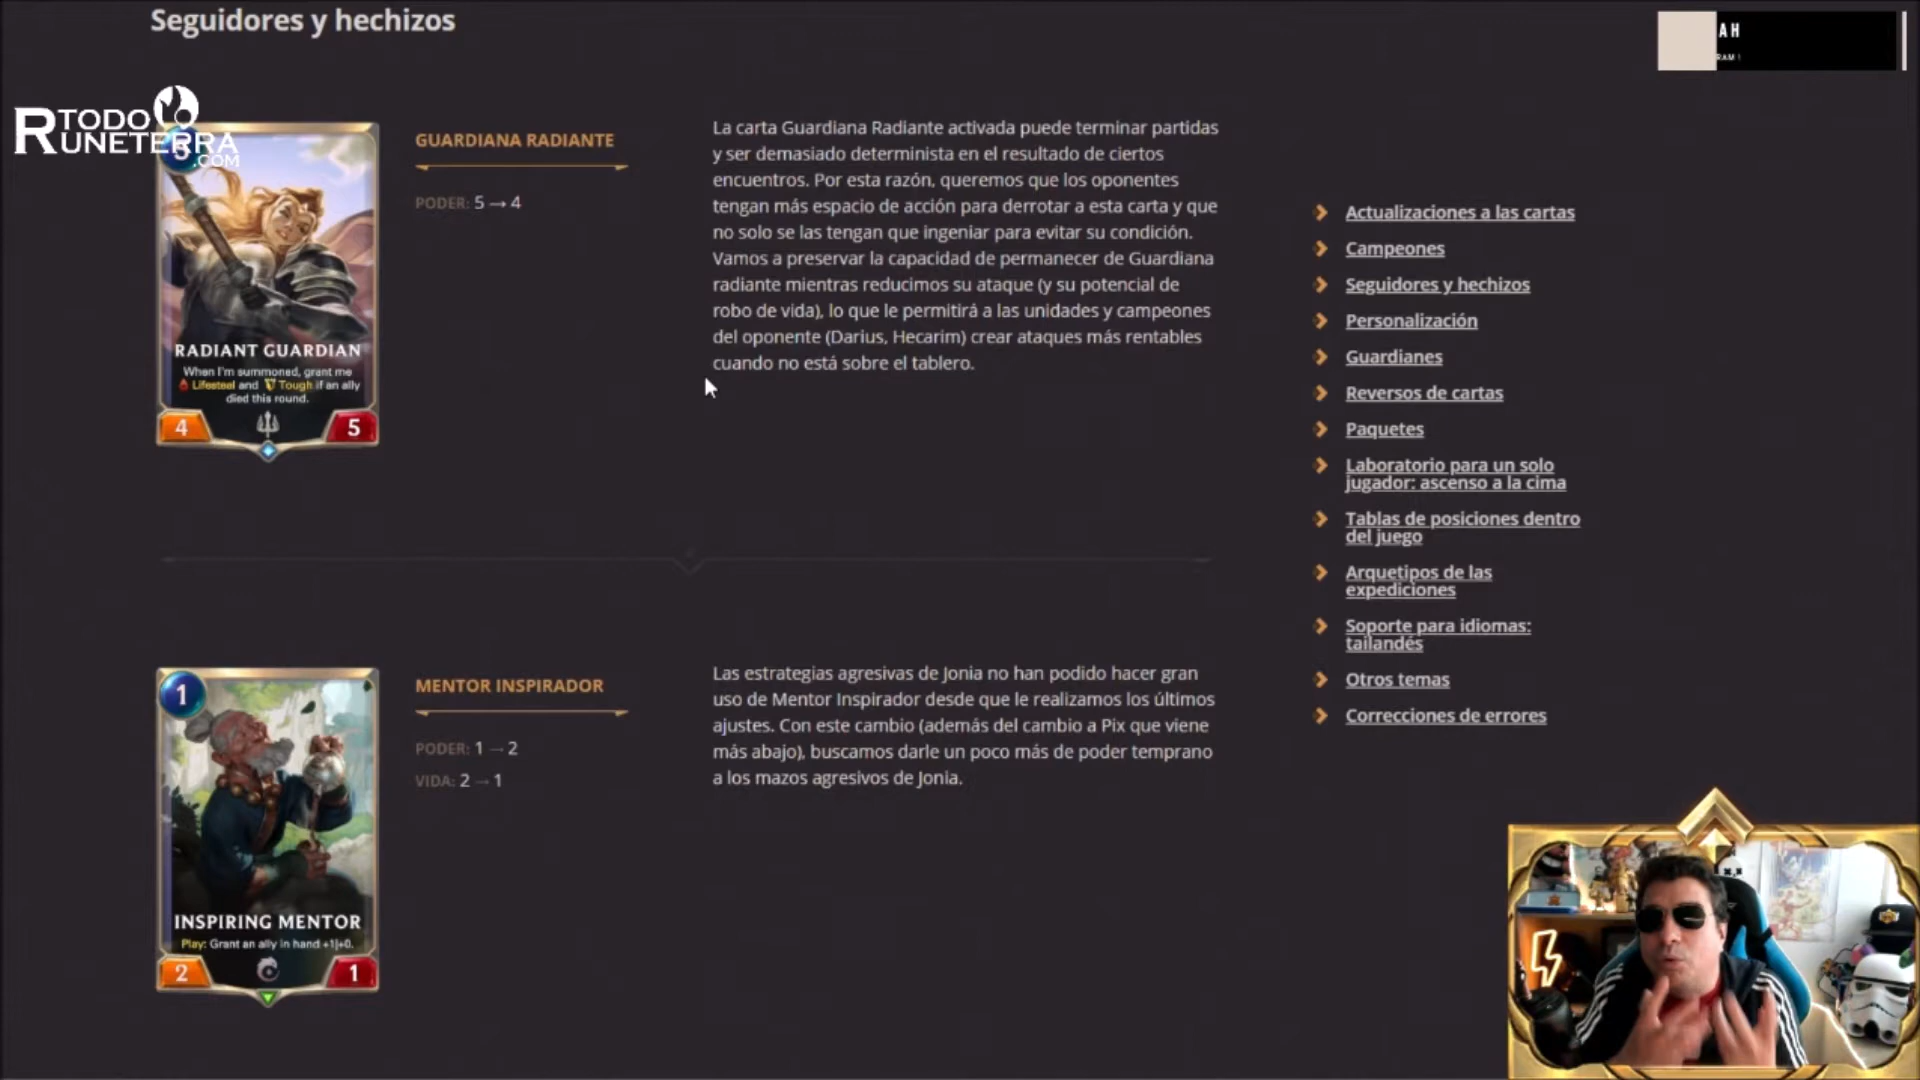 Seguidores y hechizos
AH
RAM
TODO
RUNETERRA
.COM
5
GUARDIANA RADIANTE
PODER: 5 → 4
RADIANT GUARDIAN
When I'm summoned, grant me
Lifesteal and Tough if an ally
died this round.
4
5
La carta Guardiana Radiante activada puede terminar partidas
y ser demasiado determinista en el resultado de ciertos
encuentros. Por esta razón, queremos que los oponentes
tengan más espacio de acción para derrotar a esta carta y que
no solo se las tengan que ingeniar para evitar su condición.
Vamos a preservar la capacidad de permanecer de Guardiana
radiante mientras reducimos su ataque (y su potencial de
robo de vida), lo que le permitirá a las unidades y campeones
del oponente (Darius, Hecarim) crear ataques más rentables
cuando no está sobre el tablero.
1
MENTOR INSPIRADOR
PODER: 1 → 2
VIDA: 2 → 1
INSPIRING MENTOR
Play: Grant an ally in hand +1|+0.
2
1
Las estrategias agresivas de Jonia no han podido hacer gran
uso de Mentor Inspirador desde que le realizamos los últimos
ajustes. Con este cambio (además del cambio a Pix que viene
más abajo), buscamos darle un poco más de poder temprano
a los mazos agresivos de Jonia.
Actualizaciones a las cartas
Campeones
Seguidores y hechizos
Personalización
Guardianes
Reversos de cartas
Paquetes
Laboratorio para un solo
jugador: ascenso a la cima
Tablas de posiciones dentro
del juego
Arquetipos de las
expediciones
Soporte para idiomas:
tailandés
Otros temas
Correcciones de errores